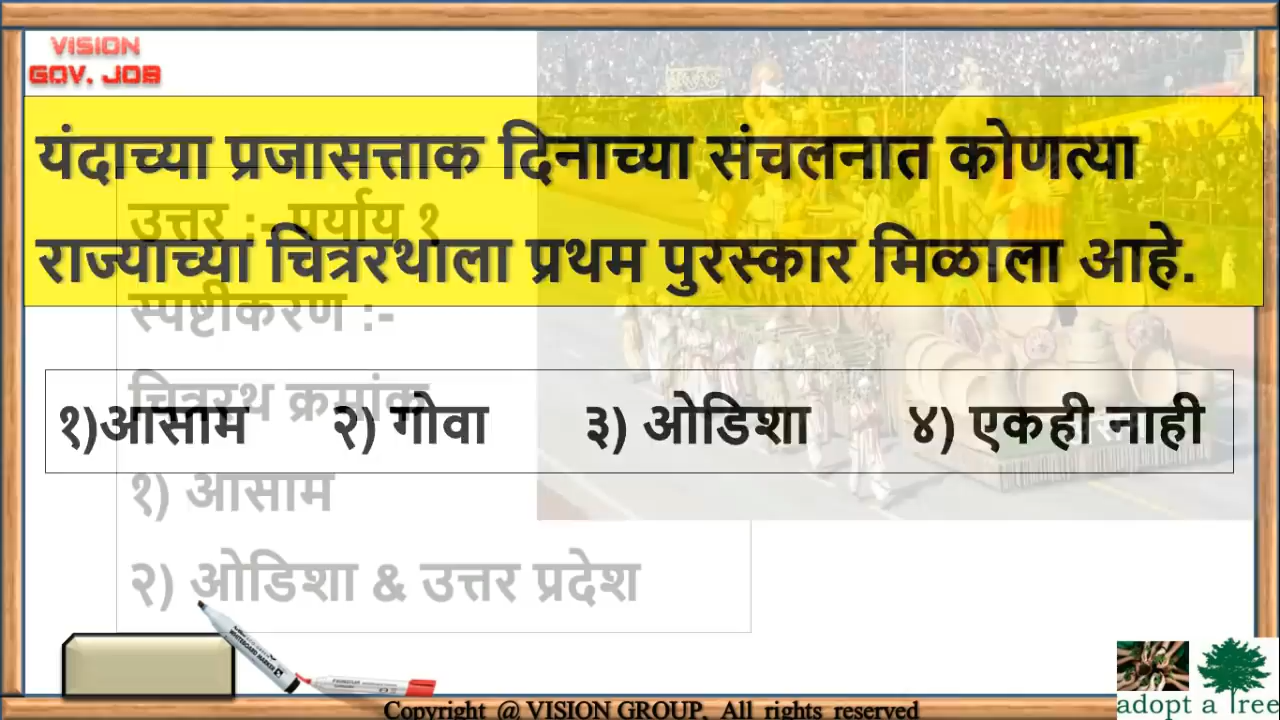 VISION
GOV. JOB
यंदाच्या प्रजासत्ताक दिनाच्या संचलनात कोणत्या
राज्याच्या चित्ररथाला प्रथम पुरस्कार मिळाला आहे.
उत्तर :- पर्याय १
स्पष्टीकरण :-
१)आसाम २) गोवा ३) ओडिशा ४) एकही नाही
चित्ररथ क्रमांक
१) आसाम
२) ओडिशा & उत्तर प्रदेश
adopt a Tree
Copyright @ VISION GROUP, All rights reserved